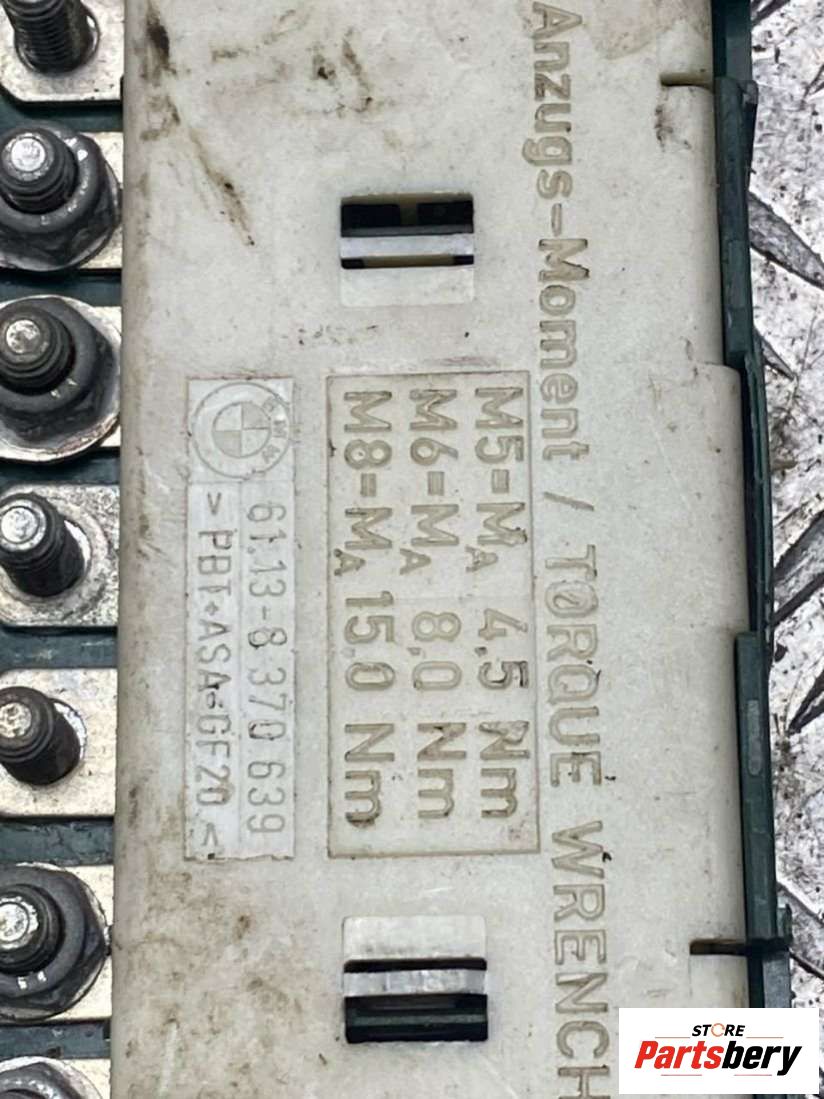 Anzugs-Moment / TORQUE WRENCH
M5=MA 4,5 Nm
M6=MA 8,0 Nm
M8=MA 15,0 Nm
BMW
61.13-8 370 639
>PBT+ASA-GF20<
STORE
Partsbery